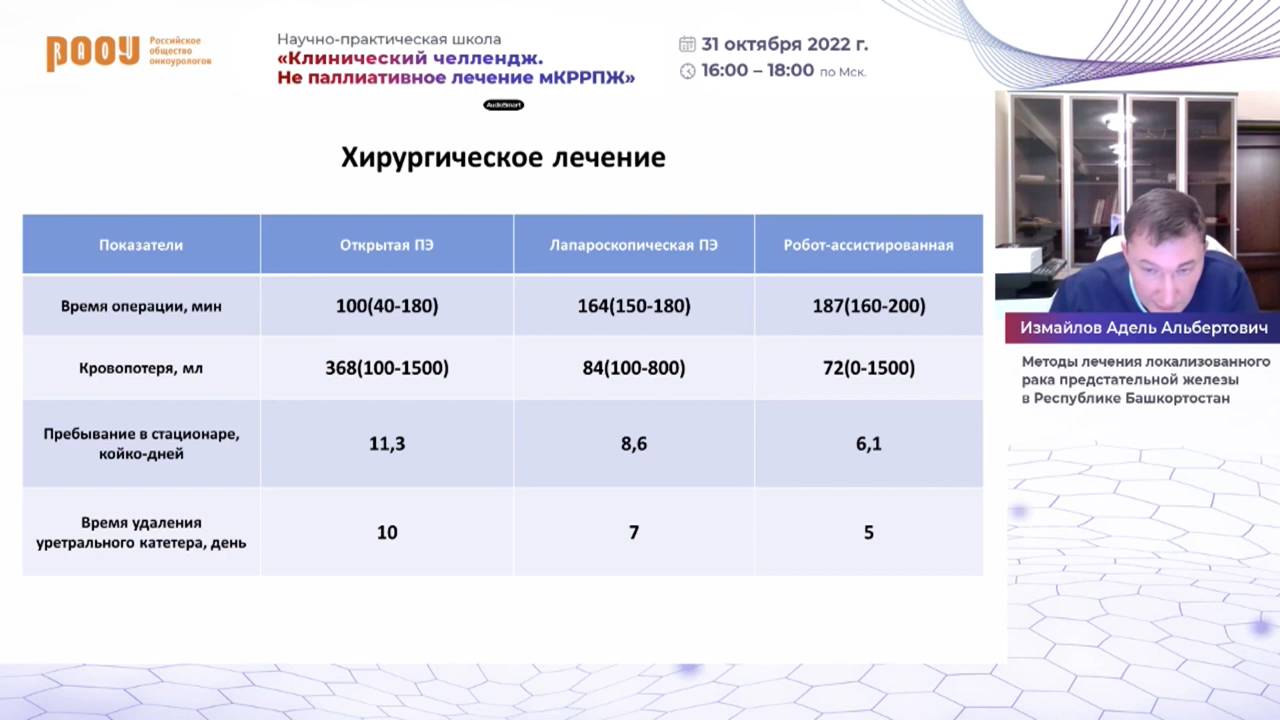 РАОУ
Российское
общество
онкоурологов
Научно-практическая школа
«Клинический челлендж.
Не паллиативное лечение мКРРПЖ»
31 октября 2022 г.
16:00 – 18:00 по Мск.
AudioSmart
Хирургическое лечение
Показатели Открытая ПЭ Лапароскопическая ПЭ Робот-ассистированная
Время операции, мин 100(40-180) 164(150-180) 187(160-200)
Кровопотеря, мл 368(100-1500) 84(100-800) 72(0-1500)
Пребывание в стационаре,
койко-дней 11,3 8,6 6,1
Время удаления
уретрального катетера, день 10 7 5
Измайлов Адель Альбертович
Методы лечения локализованного
рака предстательной железы
в Республике Башкортостан